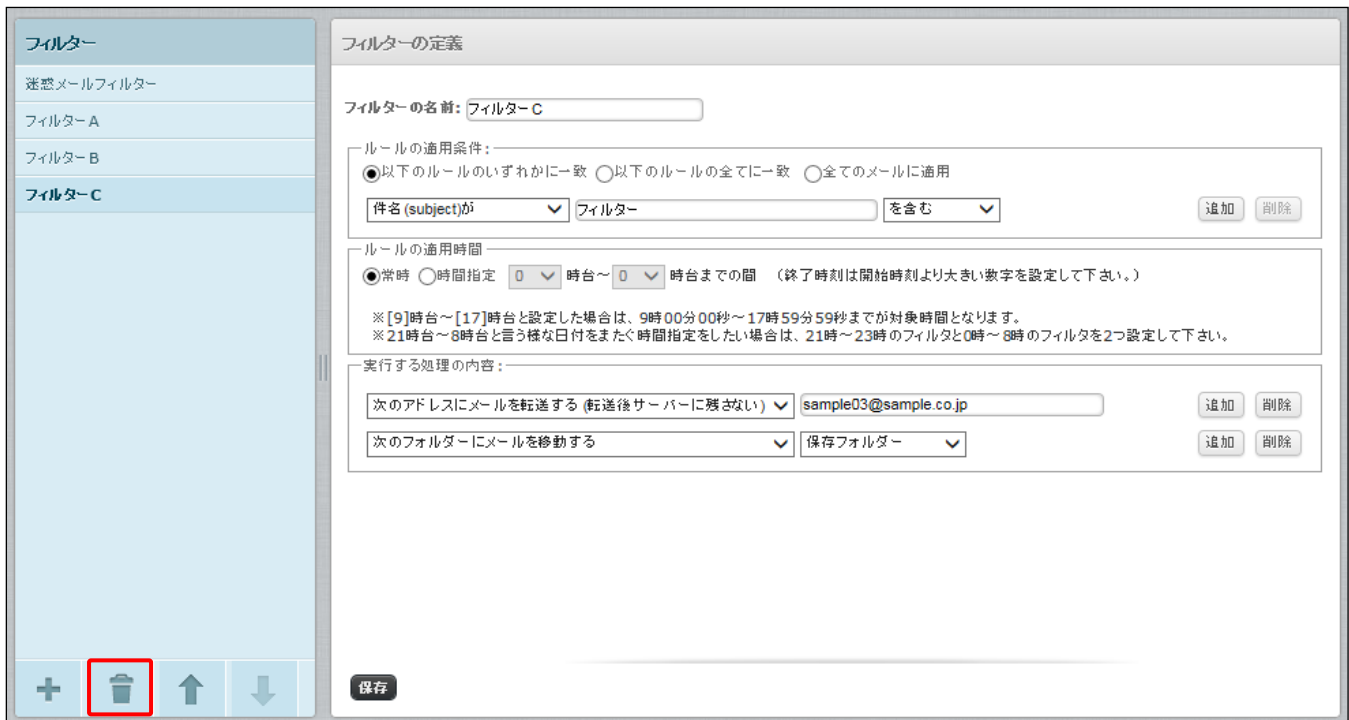 フィルター
迷惑メールフィルター
フィルターA
フィルターB
フィルターC
フィルターの定義
フィルターの名前: フィルターC
ルールの適用条件:
以下のルールのいずれかに一致 以下のルールの全てに一致 全てのメールに適用
件名(subject)が フィルター を含む 追加 削除
ルールの適用時間
常時 時間指定 0 時台～ 0 時台までの間 （終了時刻は開始時刻より大きい数字を設定して下さい。）
※[9]時台～[17]時台と設定した場合は、9時00分00秒～17時59分59秒までが対象時間となります。
※21時台～8時台と言う様な日付をまたぐ時間指定をしたい場合は、21時～23時のフィルタと0時～8時のフィルタを2つ設定して下さい。
実行する処理の内容:
次のアドレスにメールを転送する (転送後サーバーに残さない) sample03@sample.co.jp 追加 削除
次のフォルダーにメールを移動する 保存フォルダー 追加 削除
保存